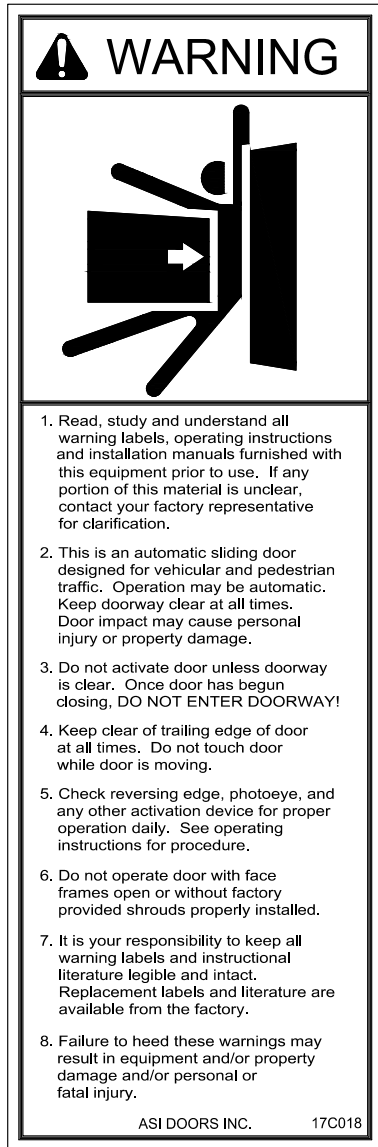 WARNING
1. Read, study and understand all
warning labels, operating instructions
and installation manuals furnished with
this equipment prior to use. If any
portion of this material is unclear,
contact your factory representative
for clarification.
2. This is an automatic sliding door
designed for vehicular and pedestrian
traffic. Operation may be automatic.
Keep doorway clear at all times.
Door impact may cause personal
injury or property damage.
3. Do not activate door unless doorway
is clear. Once door has begun
closing, DO NOT ENTER DOORWAY!
4. Keep clear of trailing edge of door
at all times. Do not touch door
while door is moving.
5. Check reversing edge, photoeye, and
any other activation device for proper
operation daily. See operating
instructions for procedure.
6. Do not operate door with face
frames open or without factory
provided shrouds properly installed.
7. It is your responsibility to keep all
warning labels and instructional
literature legible and intact.
Replacement labels and literature are
available from the factory.
8. Failure to heed these warnings may
result in equipment and/or property
damage and/or personal or
fatal injury.
ASI DOORS INC. 17C018